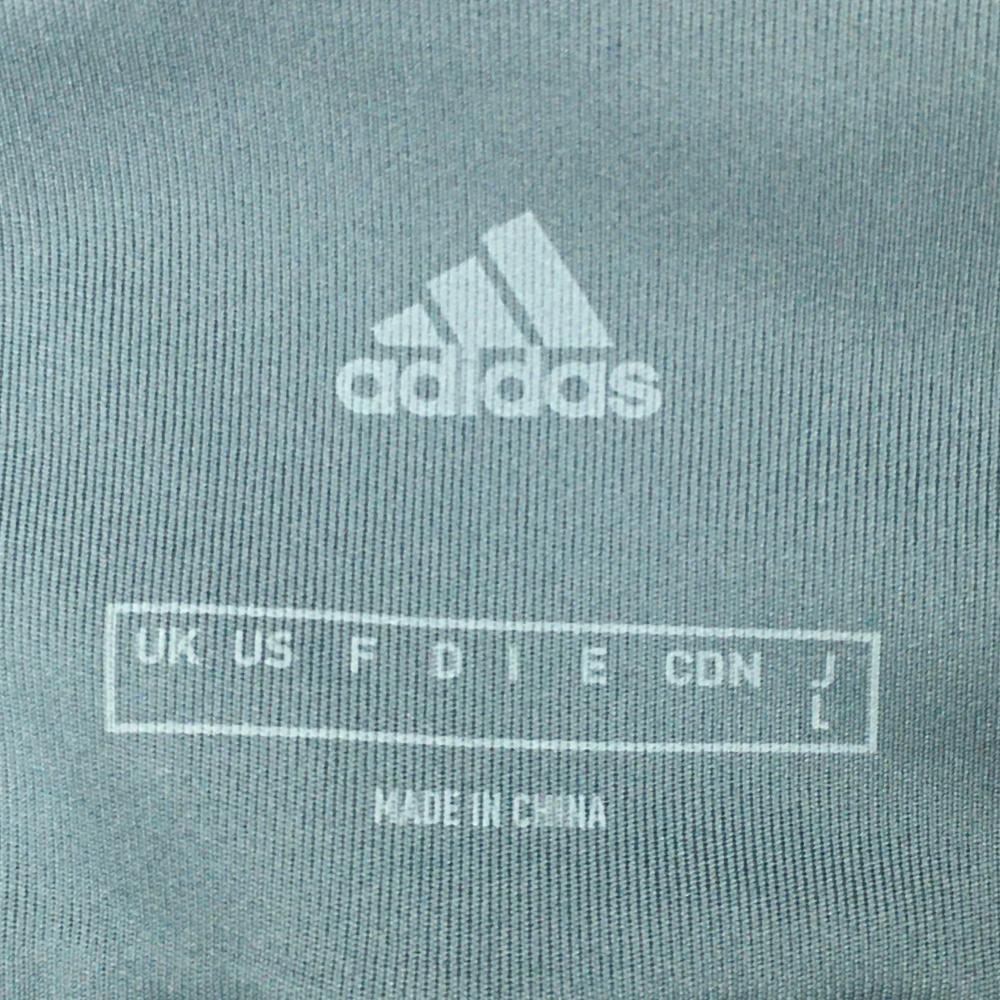 adidas
UK US F D I E CDN J
L
MADE IN CHINA